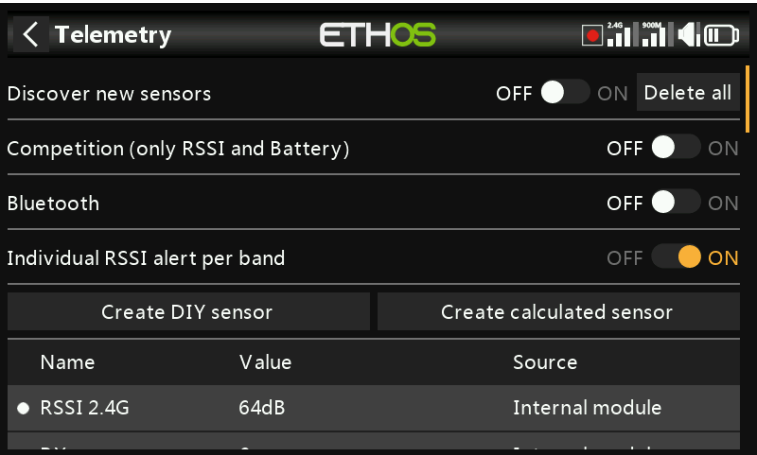 Telemetry ETHOS 2.4G 900M
Discover new sensors OFF ON Delete all
Competition (only RSSI and Battery) OFF ON
Bluetooth OFF ON
Individual RSSI alert per band OFF ON
Create DIY sensor Create calculated sensor
Name Value Source
RSSI 2.4G 64dB Internal module